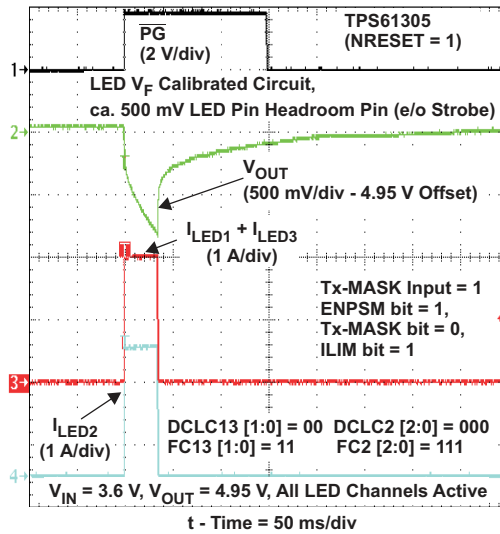 PG
(2 V/div)
TPS61305
(NRESET = 1)
1
LED VF Calibrated Circuit,
ca. 500 mV LED Pin Headroom Pin (e/o Strobe)
2
VOUT
(500 mV/div - 4.95 V Offset)
ILED1 + ILED3
(1 A/div)
Tx-MASK Input = 1
ENPSM bit = 1,
Tx-MASK bit = 0,
ILIM bit = 1
3
ILED2
(1 A/div)
DCLC13 [1:0] = 00 DCLC2 [2:0] = 000
FC13 [1:0] = 11 FC2 [2:0] = 111
4
VIN = 3.6 V, VOUT = 4.95 V, All LED Channels Active
t - Time = 50 ms/div